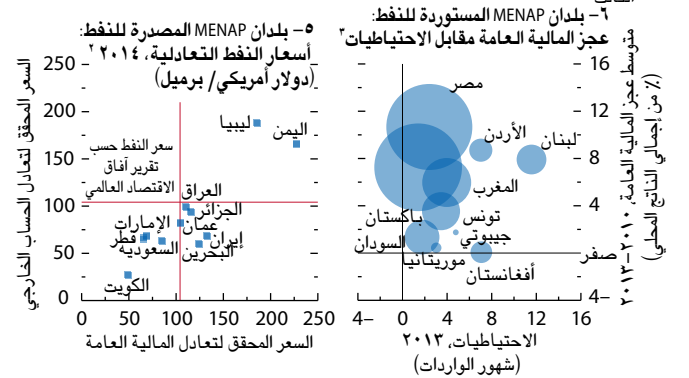 ٥– بلدان MENAP المصدرة للنفط:
أسعار النفط التعادلية، ٢٠١٤ ٢
(دولار أمريكي/ برميل)
السعر المحقق لتعادل الحساب الخارجي
250
200
150
100
50
0
ليبيا
اليمن
سعر النفط حسب
تقرير آفاق
الاقتصاد العالمي
العراق
الجزائر
عمان
الإمارات
قطر
السعودية
إيران
البحرين
الكويت
0 50 100 150 200 250
السعر المحقق لتعادل المالية العامة
٦– بلدان MENAP المستوردة للنفط:
عجز المالية العامة مقابل الاحتياطيات٣
متوسط عجز المالية العامة، ٢٠١٠–٢٠١٣
(٪ من إجمالي الناتج المحلي)
16
12
8
4
صفر
4–
مصر
الأردن
لبنان
المغرب
تونس
باكستان
جيبوتي
السودان
موريتانيا
أفغانستان
4– 0 4 8 12 16
الاحتياطيات، ٢٠١٣
(شهور الواردات)